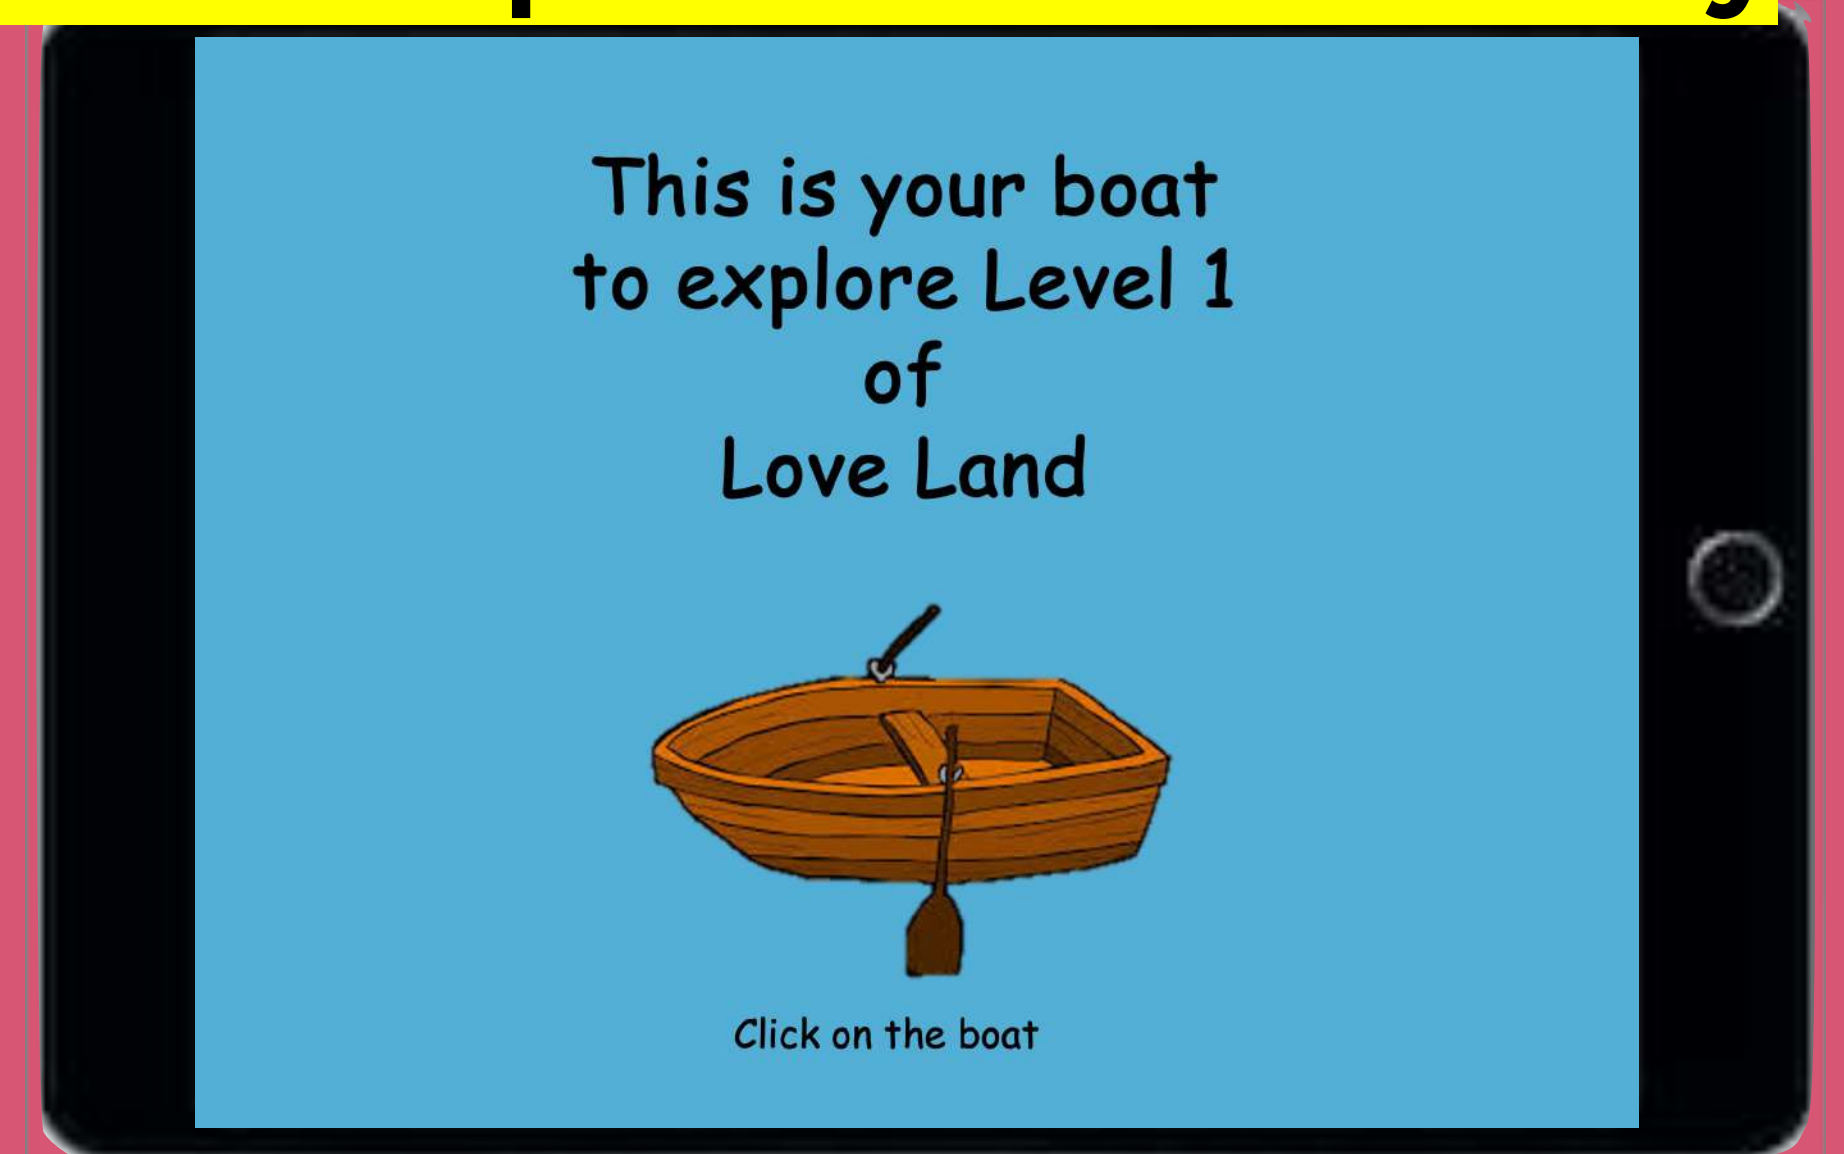 This is your boat
to explore Level 1
of
Love Land
Click on the boat